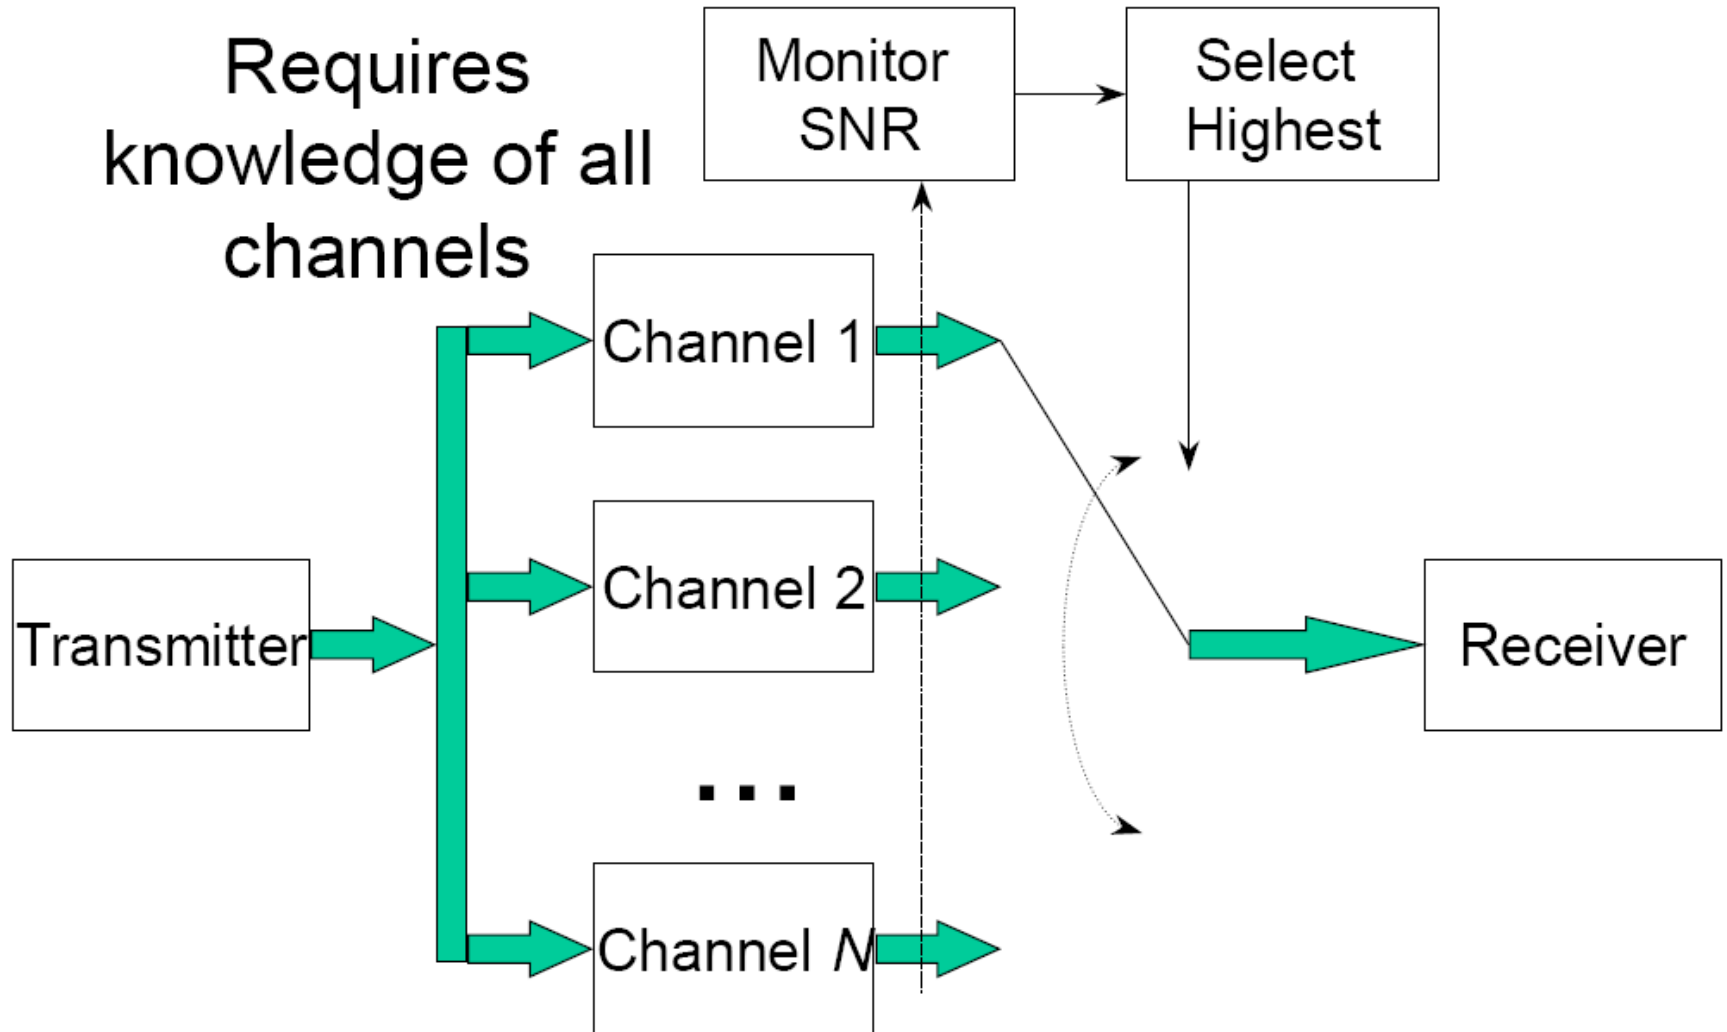 Requires
knowledge of all
channels
Monitor
SNR
Select
Highest
Channel 1
Channel 2
Transmitter
Receiver
...
Channel N